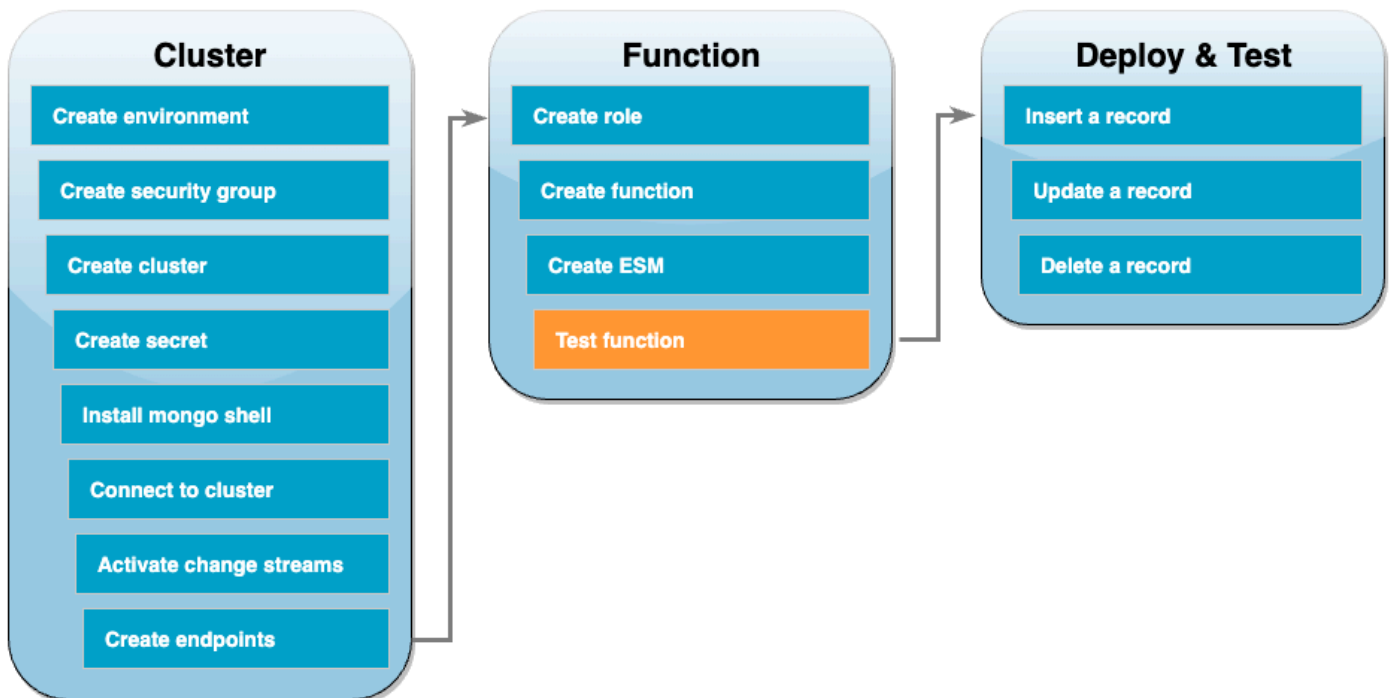 Cluster
Create environment
Create security group
Create cluster
Create secret
Install mongo shell
Connect to cluster
Activate change streams
Create endpoints
Function
Create role
Create function
Create ESM
Test function
Deploy & Test
Insert a record
Update a record
Delete a record